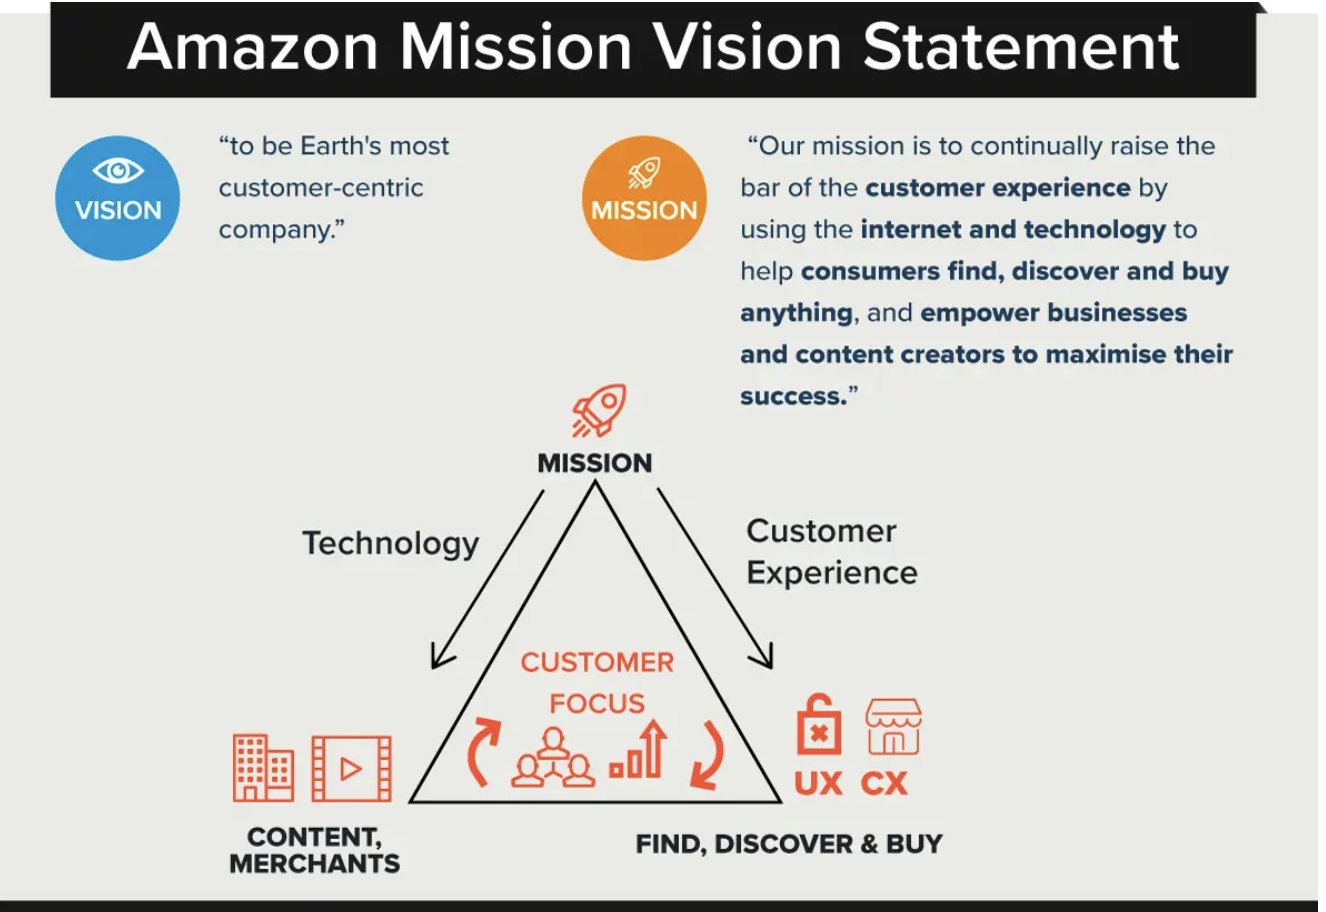 Amazon Mission Vision Statement
VISION
“to be Earth's most
customer-centric
company.”
MISSION
“Our mission is to continually raise the
bar of the customer experience by
using the internet and technology to
help consumers find, discover and buy
anything, and empower businesses
and content creators to maximise their
success.”
MISSION
Technology
Customer
Experience
CUSTOMER
FOCUS
UX CX
CONTENT,
MERCHANTS
FIND, DISCOVER & BUY